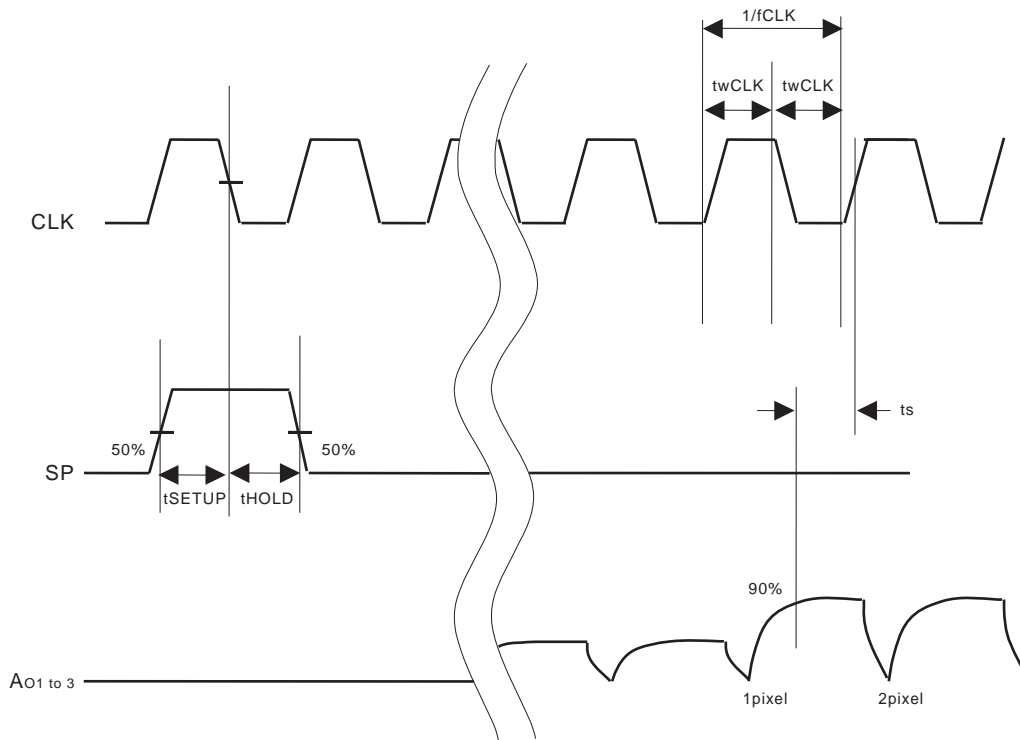 1/fCLK
twCLK twCLK
CLK
ts
50% 50%
SP
tSETUP tHOLD
90%
AO1 to 3
1pixel 2pixel